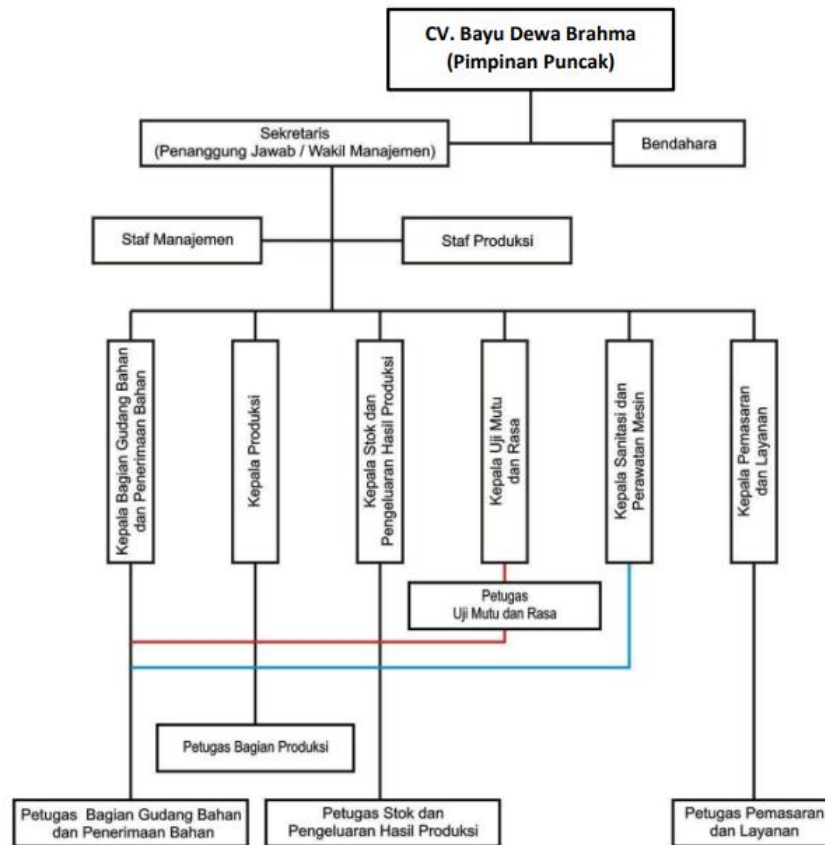 CV. Bayu Dewa Brahma
(Pimpinan Puncak)
Sekretaris
(Penanggung Jawab / Wakil Manajemen)
Bendahara
Staf Manajemen
Staf Produksi
Kepala Bagian Gudang Bahan
dan Penerimaan Bahan
Kepala Produksi
Kepala Stok dan
Pengeluaran Hasil Produksi
Kepala Uji Mutu
dan Rasa
Kepala Sanitasi dan
Perawatan Mesin
Kepala Pemasaran
dan Layanan
Petugas
Uji Mutu dan Rasa
Petugas Bagian Produksi
Petugas Bagian Gudang Bahan
dan Penerimaan Bahan
Petugas Stok dan
Pengeluaran Hasil Produksi
Petugas Pemasaran
dan Layanan